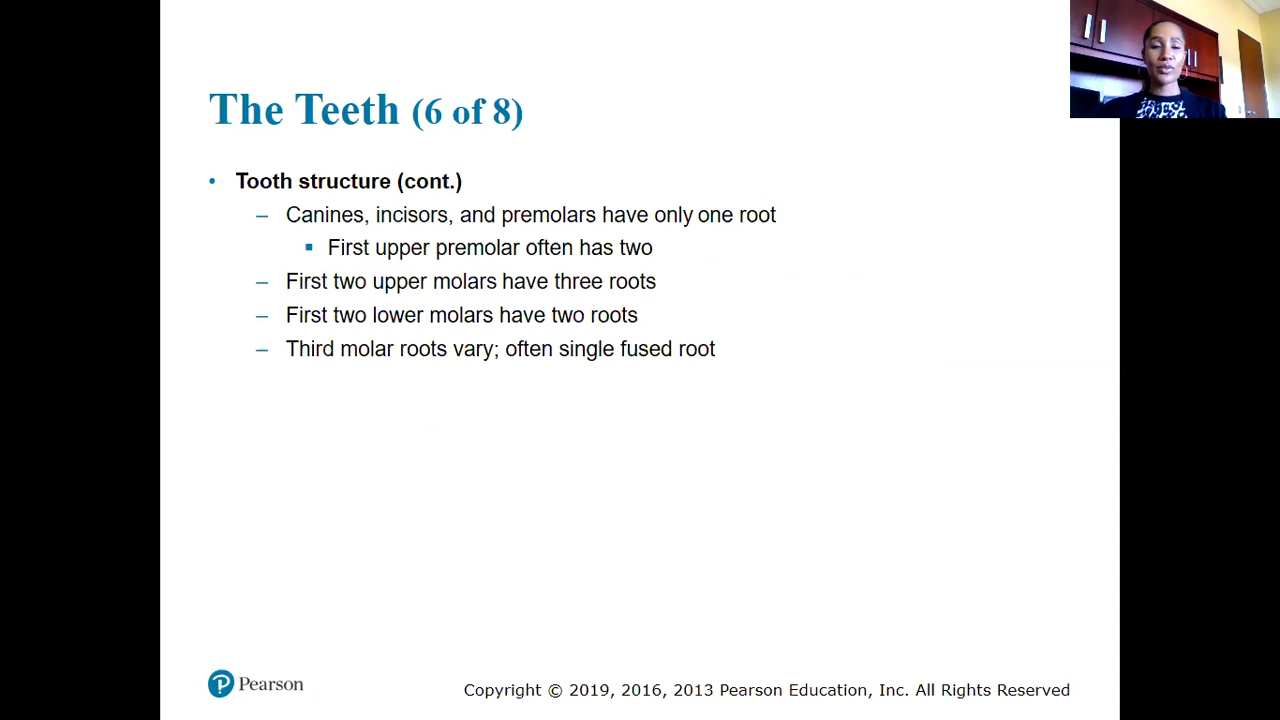 The Teeth (6 of 8)
• Tooth structure (cont.)
– Canines, incisors, and premolars have only one root
▪ First upper premolar often has two
– First two upper molars have three roots
– First two lower molars have two roots
– Third molar roots vary; often single fused root
Pearson
Copyright © 2019, 2016, 2013 Pearson Education, Inc. All Rights Reserved